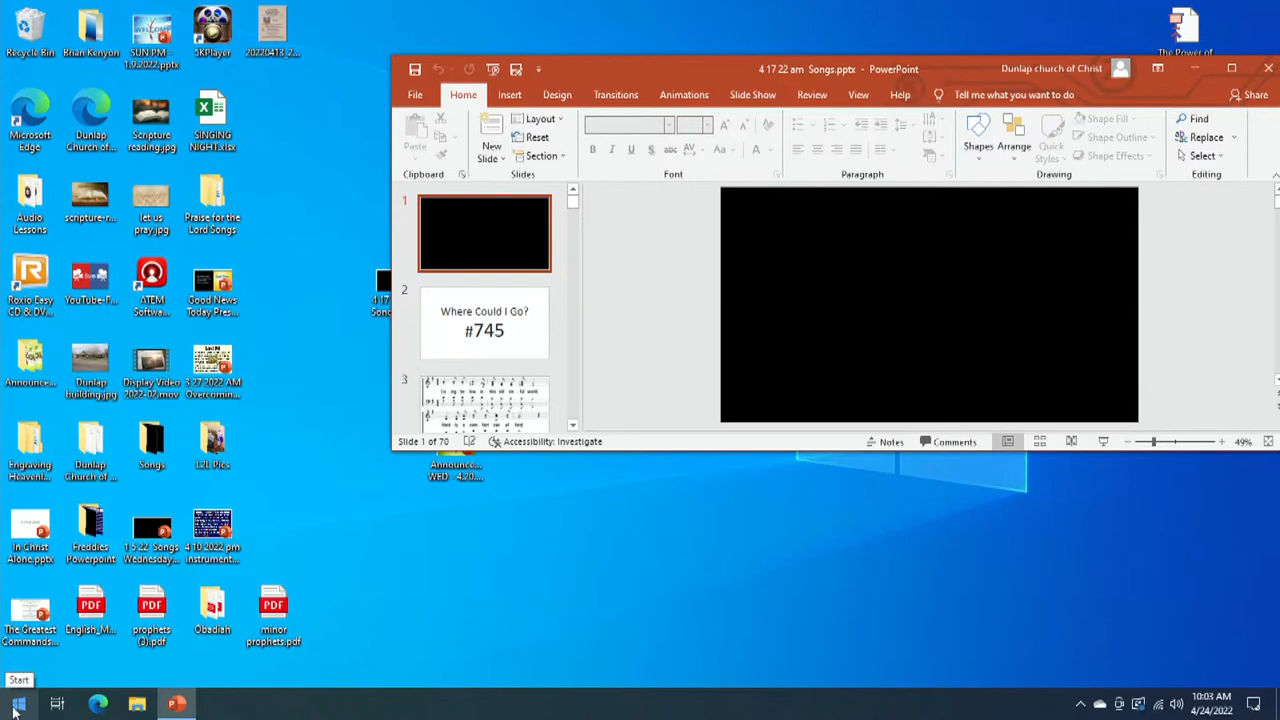 Recycle Bin
Brian Kenyon
SUN PM -
1.9.2022.pptx
5KPlayer
20220413_2...
The Power of
Microsoft
Edge
Dunlap
Church of...
Scripture
reading.jpg
SINGING
NIGHT.xlsx
Audio
Lessons
scripture-r...
let us
pray.jpg
Praise for the
Lord Songs
Roxio Easy
CD & DV...
YouTube-F...
ATEM
Softwa...
Good News
Today Pres...
Announce...
Dunlap
building.jpg
Display Video
2022-02.mov
3 27 2022 AM
Overcomin...
Engraving
Heavenl...
Dunlap
Church of ...
Songs
L2L Pics
In Christ
Alone.pptx
Freddies
Powerpoint
1 5 22 Songs
Wednesday...
4 10 2022 pm
instrument...
The Greatest
Commands...
English_M...
prophets
(3).pdf
Obadiah
minor
prophets.pdf
4 17
Song
Announce...
WED - 4.20....
4 17 22 am Songs.pptx - PowerPoint
Dunlap church of Christ
File
Home
Insert
Design
Transitions
Animations
Slide Show
Review
View
Help
Tell me what you want to do
Share
Paste
Clipboard
New
Slide
Layout
Reset
Section
Slides
Font
Paragraph
Shapes
Arrange
Quick
Styles
Shape Fill
Shape Outline
Shape Effects
Drawing
Find
Replace
Select
Editing
1
2
Where Could I Go?
#745
3
Slide 1 of 70
Accessibility: Investigate
Notes
Comments
49%
Start
10:03 AM
4/24/2022